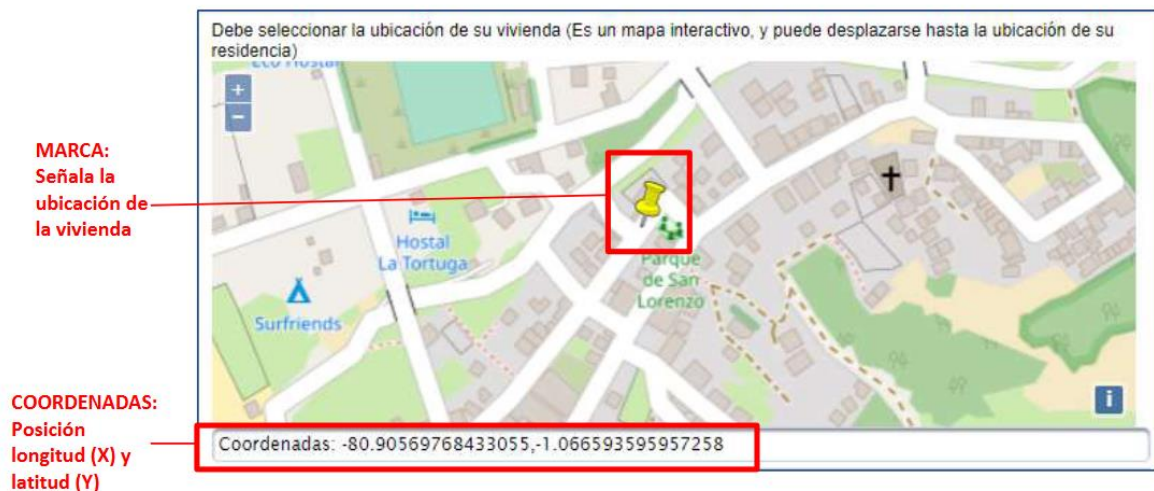 Debe seleccionar la ubicación de su vivienda (Es un mapa interactivo, y puede desplazarse hasta la ubicación de su
residencia)
Eco Hostal
+
−
MARCA:
Señala la
ubicación de
la vivienda
Hostal
La Tortuga
Parque
de San
Lorenzo
Surfriends
i
COORDENADAS:
Posición
longitud (X) y
latitud (Y)
Coordenadas: -80.90569768433055,-1.066593595957258